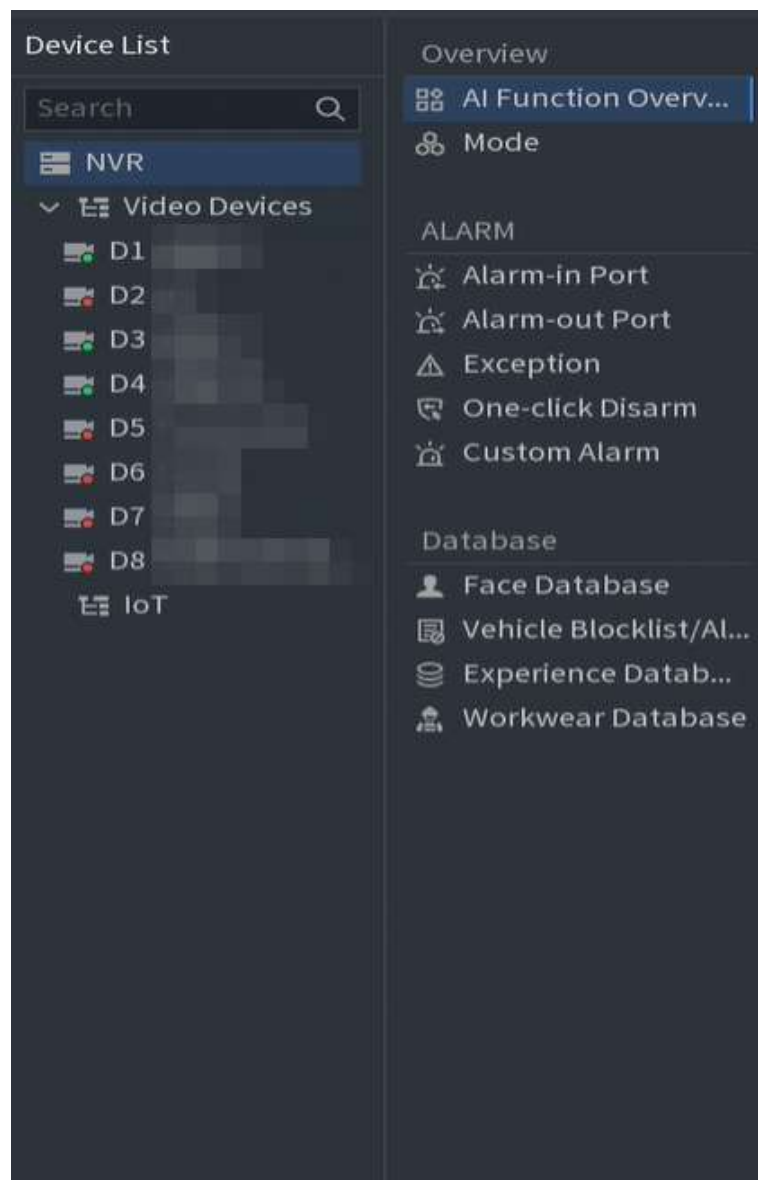 Device List
Search
NVR
Video Devices
D1
D2
D3
D4
D5
D6
D7
D8
IoT
Overview
AI Function Overv...
Mode
ALARM
Alarm-in Port
Alarm-out Port
Exception
One-click Disarm
Custom Alarm
Database
Face Database
Vehicle Blocklist/Al...
Experience Datab...
Workwear Database